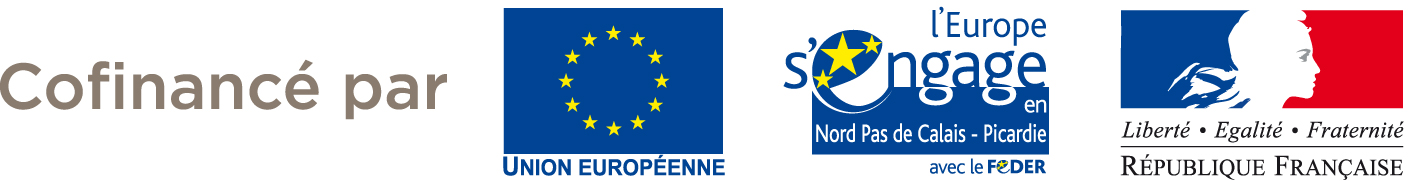 Cofinancé par
UNION EUROPÉENNE
l'Europe
s'engage
en
Nord Pas de Calais - Picardie
avec le FEDER
Liberté • Egalité • Fraternité
RÉPUBLIQUE FRANÇAISE